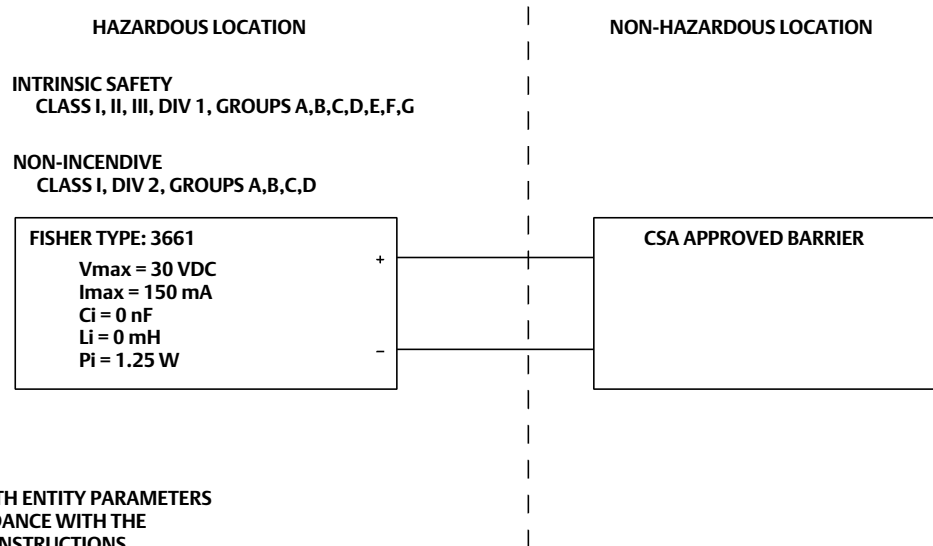 HAZARDOUS LOCATION
NON-HAZARDOUS LOCATION
INTRINSIC SAFETY
CLASS I, II, III, DIV 1, GROUPS A,B,C,D,E,F,G
NON-INCENDIVE
CLASS I, DIV 2, GROUPS A,B,C,D
FISHER TYPE: 3661
Vmax = 30 VDC
Imax = 150 mA
Ci = 0 nF
Li = 0 mH
Pi = 1.25 W
+
–
CSA APPROVED BARRIER
ENTITY PARAMETERS
WITH THE